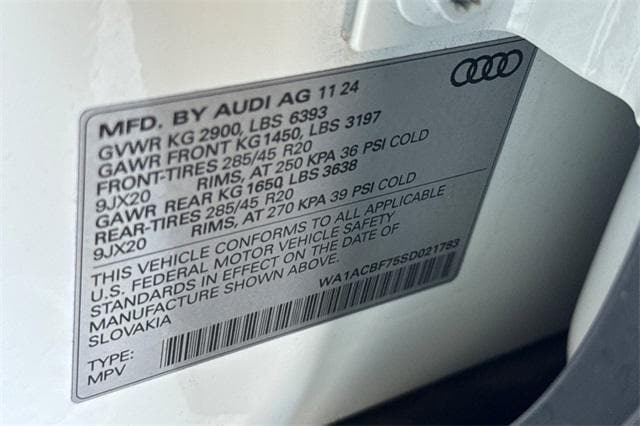 MFD. BY AUDI AG 11 24
GVWR KG 2900, LBS 6393
GAWR FRONT KG 1450, LBS 3197
FRONT-TIRES 285/45 R20
9JX20 RIMS, AT 250 KPA 36 PSI COLD
GAWR REAR KG 1650, LBS 3638
REAR-TIRES 285/45 R20
9JX20 RIMS, AT 270 KPA 39 PSI COLD
THIS VEHICLE CONFORMS TO ALL APPLICABLE
U.S. FEDERAL MOTOR VEHICLE SAFETY
STANDARDS IN EFFECT ON THE DATE OF
MANUFACTURE SHOWN ABOVE.
SLOVAKIA
WA1ACBF75SD021783
TYPE:
MPV